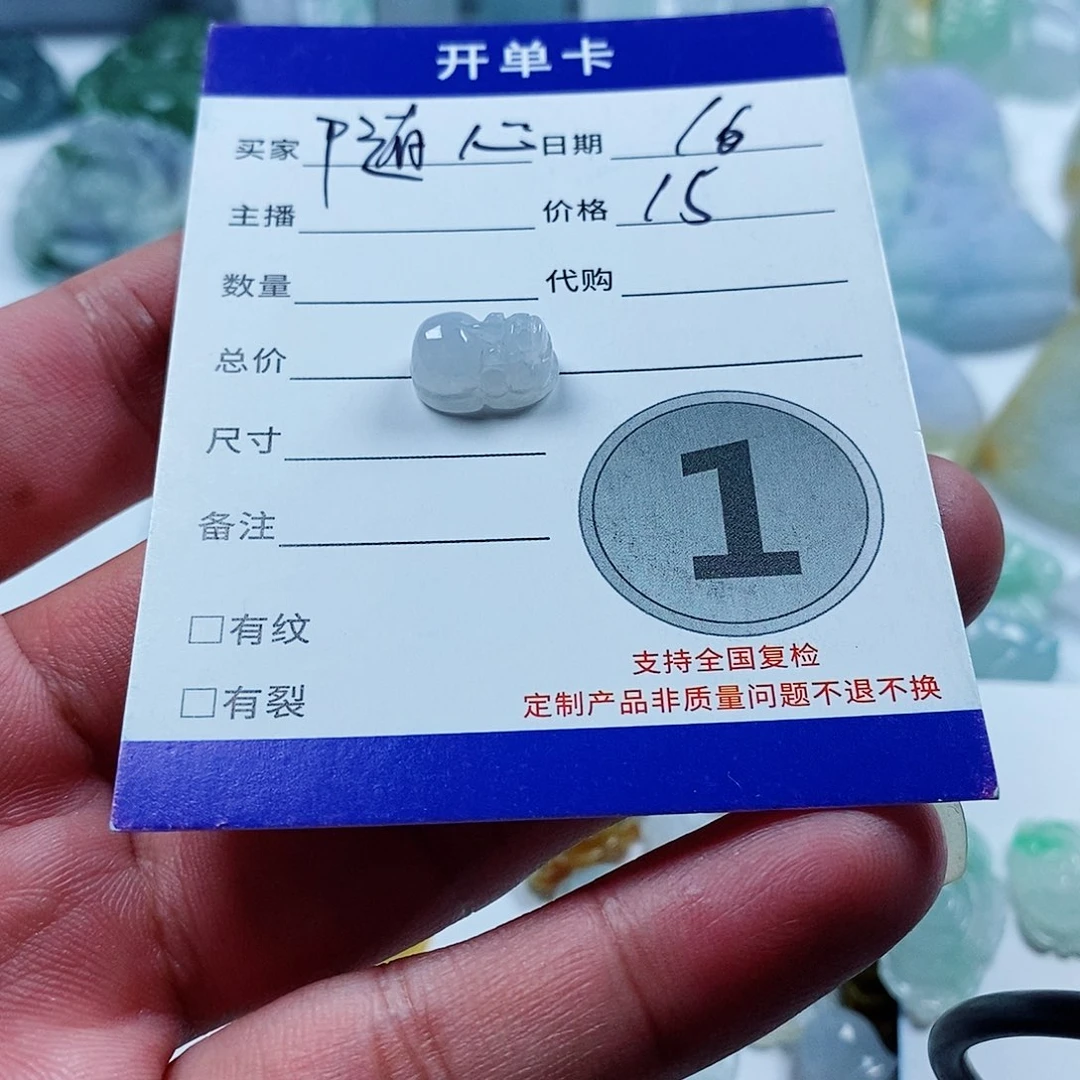 开单卡
买家 随心 日期 16
主播 价格 15
数量 代购
总价
尺寸
备注
1
□有纹
□有裂
支持全国复检
定制产品非质量问题不退不换